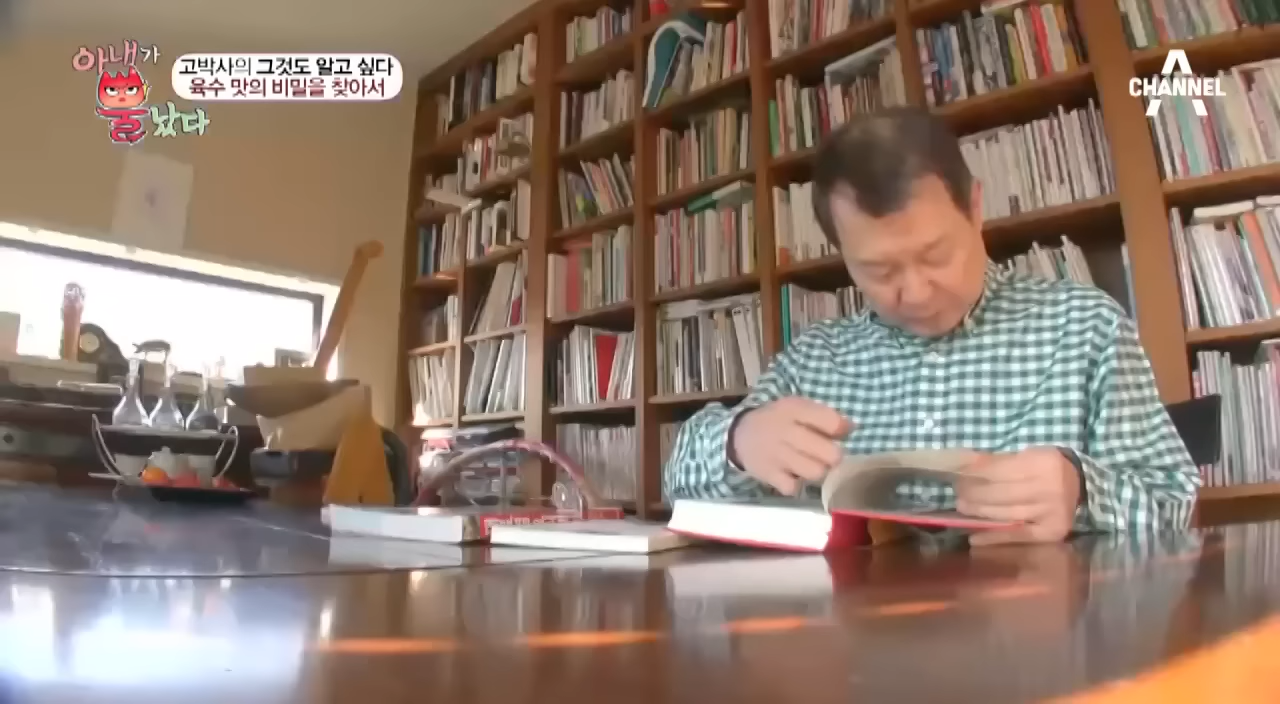 아내가
뿔났다
고박사의 그것도 알고 싶다
육수 맛의 비밀을 찾아서
CHANNEL
A